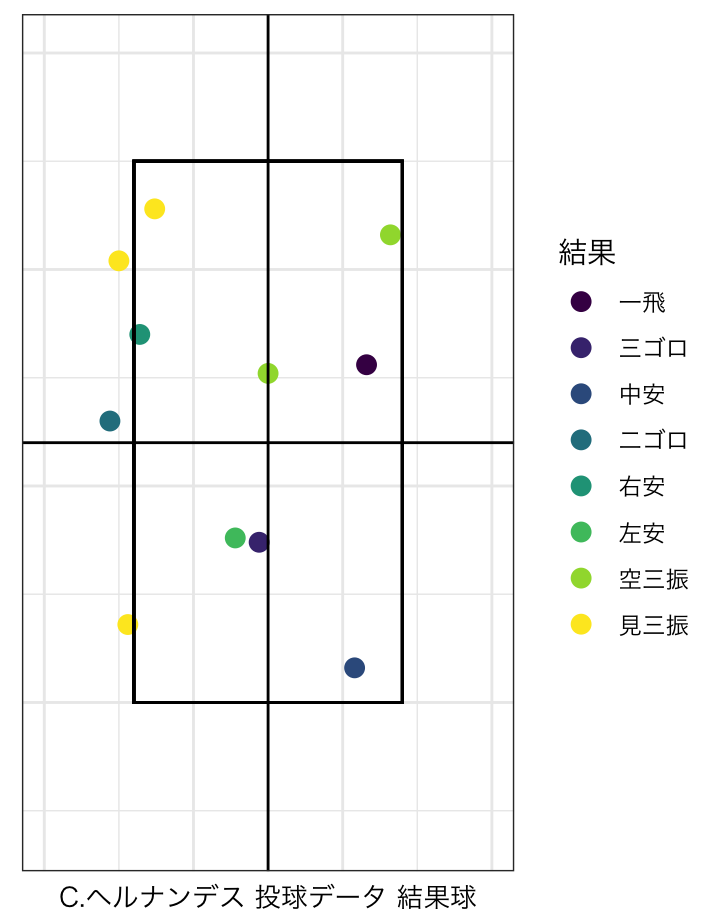 結果
一飛
三ゴロ
中安
二ゴロ
右安
左安
空三振
見三振
C.ヘルナンデス 投球データ 結果球